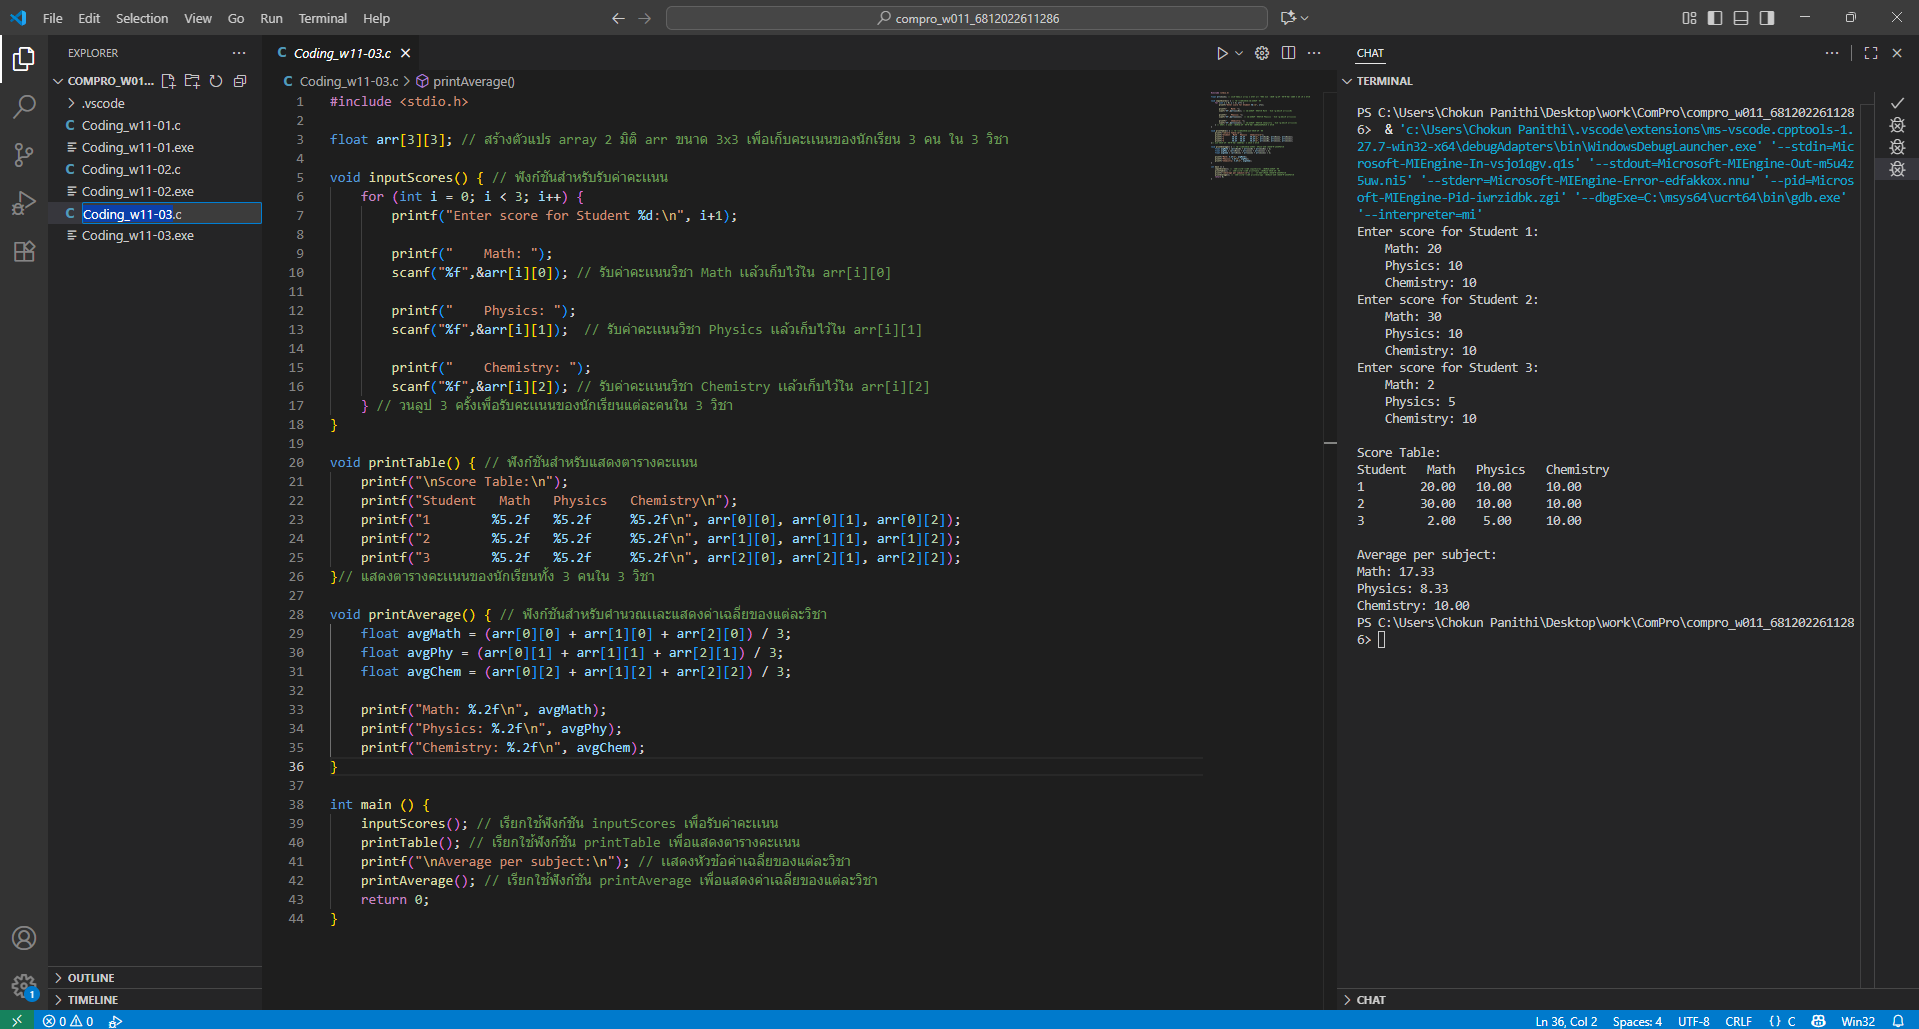 File Edit Selection View Go Run Terminal Help
compro_w011_6812022611286
EXPLORER
COMPRO_W01...
.vscode
C Coding_w11-01.c
Coding_w11-01.exe
C Coding_w11-02.c
Coding_w11-02.exe
C Coding_w11-03.c
Coding_w11-03.exe
OUTLINE
TIMELINE
C Coding_w11-03.c
C Coding_w11-03.c > printAverage()
1 #include <stdio.h>
2
3 float arr[3][3]; // สร้างตัวแปร array 2 มิติ arr ขนาด 3x3 เพื่อเก็บคะแนนของนักเรียน 3 คน ใน 3 วิชา
4
5 void inputScores() { // ฟังก์ชันสำหรับรับค่าคะแนน
6 for (int i = 0; i < 3; i++) {
7 printf("Enter score for Student %d:\n", i+1);
8
9 printf("    Math: ");
10 scanf("%f",&arr[i][0]); // รับค่าคะแนนวิชา Math แล้วเก็บไว้ใน arr[i][0]
11
12 printf("    Physics: ");
13 scanf("%f",&arr[i][1]);  // รับค่าคะแนนวิชา Physics แล้วเก็บไว้ใน arr[i][1]
14
15 printf("    Chemistry: ");
16 scanf("%f",&arr[i][2]); // รับค่าคะแนนวิชา Chemistry แล้วเก็บไว้ใน arr[i][2]
17 } // วนลูป 3 ครั้งเพื่อรับคะแนนของนักเรียนแต่ละคนใน 3 วิชา
18 }
19
20 void printTable() { // ฟังก์ชันสำหรับแสดงตารางคะแนน
21 printf("\nScore Table:\n");
22 printf("Student   Math   Physics   Chemistry\n");
23 printf("1        %5.2f   %5.2f     %5.2f\n", arr[0][0], arr[0][1], arr[0][2]);
24 printf("2        %5.2f   %5.2f     %5.2f\n", arr[1][0], arr[1][1], arr[1][2]);
25 printf("3        %5.2f   %5.2f     %5.2f\n", arr[2][0], arr[2][1], arr[2][2]);
26 }// แสดงตารางคะแนนของนักเรียนทั้ง 3 คนใน 3 วิชา
27
28 void printAverage() { // ฟังก์ชันสำหรับคำนวณและแสดงค่าเฉลี่ยของแต่ละวิชา
29 float avgMath = (arr[0][0] + arr[1][0] + arr[2][0]) / 3;
30 float avgPhy = (arr[0][1] + arr[1][1] + arr[2][1]) / 3;
31 float avgChem = (arr[0][2] + arr[1][2] + arr[2][2]) / 3;
32
33 printf("Math: %.2f\n", avgMath);
34 printf("Physics: %.2f\n", avgPhy);
35 printf("Chemistry: %.2f\n", avgChem);
36 }
37
38 int main () {
39 inputScores(); // เรียกใช้ฟังก์ชัน inputScores เพื่อรับค่าคะแนน
40 printTable(); // เรียกใช้ฟังก์ชัน printTable เพื่อแสดงตารางคะแนน
41 printf("\nAverage per subject:\n"); // แสดงหัวข้อค่าเฉลี่ยของแต่ละวิชา
42 printAverage(); // เรียกใช้ฟังก์ชัน printAverage เพื่อแสดงค่าเฉลี่ยของแต่ละวิชา
43 return 0;
44 }
CHAT
TERMINAL
PS C:\Users\Chokun Panithi\Desktop\work\ComPro\compro_w011_681202261128
6>  & 'c:\Users\Chokun Panithi\.vscode\extensions\ms-vscode.cpptools-1.
27.7-win32-x64\debugAdapters\bin\WindowsDebugLauncher.exe' '--stdin=Mic
rosoft-MIEngine-In-vsjo1qgv.q1s' '--stdout=Microsoft-MIEngine-Out-m5u4z
5uw.ni5' '--stderr=Microsoft-MIEngine-Error-edfakkox.nnu' '--pid=Micros
oft-MIEngine-Pid-iwrzidbk.zgi' '--dbgExe=C:\msys64\ucrt64\bin\gdb.exe'
'--interpreter=mi'
Enter score for Student 1:
Math: 20
Physics: 10
Chemistry: 10
Enter score for Student 2:
Math: 30
Physics: 10
Chemistry: 10
Enter score for Student 3:
Math: 2
Physics: 5
Chemistry: 10
Score Table:
Student   Math   Physics   Chemistry
1        20.00   10.00     10.00
2        30.00   10.00     10.00
3         2.00    5.00     10.00
Average per subject:
Math: 17.33
Physics: 8.33
Chemistry: 10.00
PS C:\Users\Chokun Panithi\Desktop\work\ComPro\compro_w011_681202261128
6>
CHAT
1
0 0
Ln 36, Col 2 Spaces: 4 UTF-8 CRLF {} C Win32